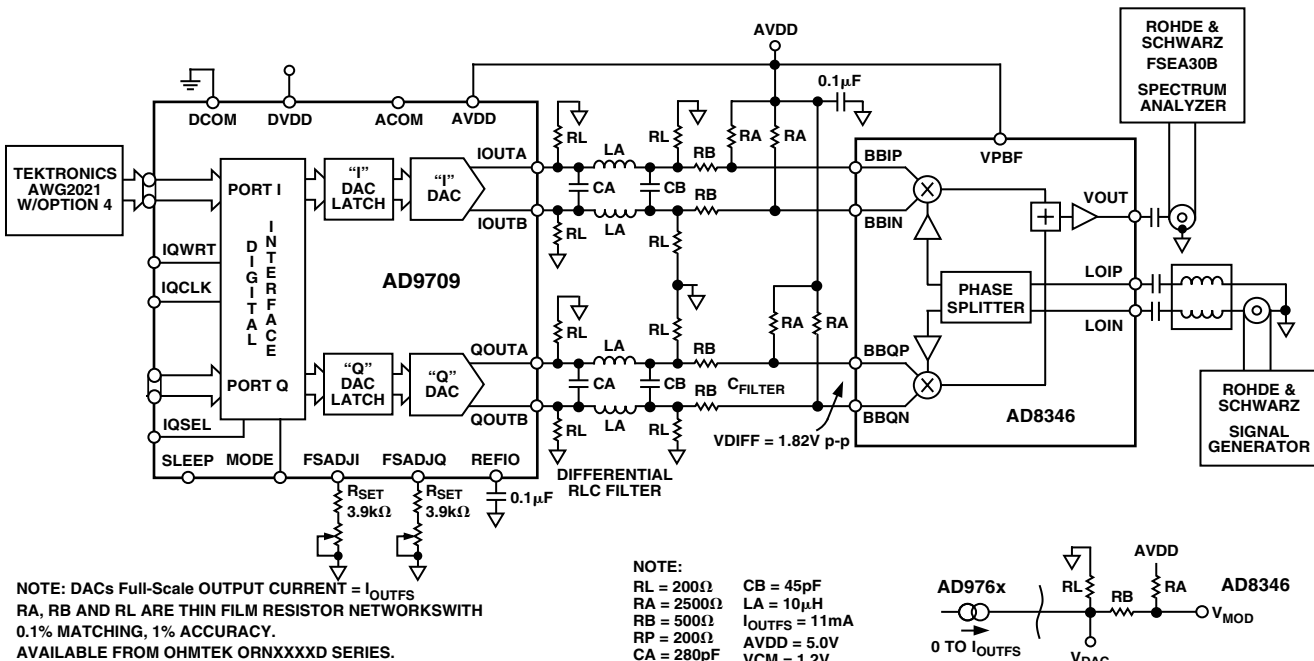 AVDD
ROHDE &
SCHWARZ
FSEA30B
SPECTRUM
ANALYZER
0.1µF
DCOM
DVDD
ACOM
AVDD
RL
RL
RA
RA
LA
RB
VPBF
TEKTRONICS
AWG2021
W/OPTION 4
PORT I
"I"
DAC
LATCH
"I"
DAC
IOUTA
CA
CB
BBIP
VOUT
IOUTB
RB
BBIN
RL
LA
RL
IQWRT
IQCLK
DIGITAL
INTERFACE
AD9709
PHASE
SPLITTER
LOIP
LOIN
RL
LA
RL
RB
RA
RA
PORT Q
"Q"
DAC
LATCH
"Q"
DAC
QOUTA
CA
CB
CFILTER
BBQP
QOUTB
RB
BBQN
AD8346
RL
LA
RL
VDIFF = 1.82V p-p
ROHDE &
SCHWARZ
SIGNAL
GENERATOR
IQSEL
SLEEP
MODE
FSADJI
FSADJQ
REFIO
DIFFERENTIAL
RLC FILTER
RSET
3.9kΩ
RSET
3.9kΩ
0.1µF
NOTE: DACs Full-Scale OUTPUT CURRENT = IOUTFS
RA, RB AND RL ARE THIN FILM RESISTOR NETWORKSWITH
0.1% MATCHING, 1% ACCURACY.
AVAILABLE FROM OHMTEK ORNXXXXD SERIES.
NOTE:
RL = 200Ω CB = 45pF
RA = 2500Ω LA = 10µH
RB = 500Ω IOUTFS = 11mA
RP = 200Ω AVDD = 5.0V
CA = 280pF VCM = 1.2V
AD976x
RL
RB
AVDD
RA
AD8346
VMOD
0 TO IOUTFS
VDAC